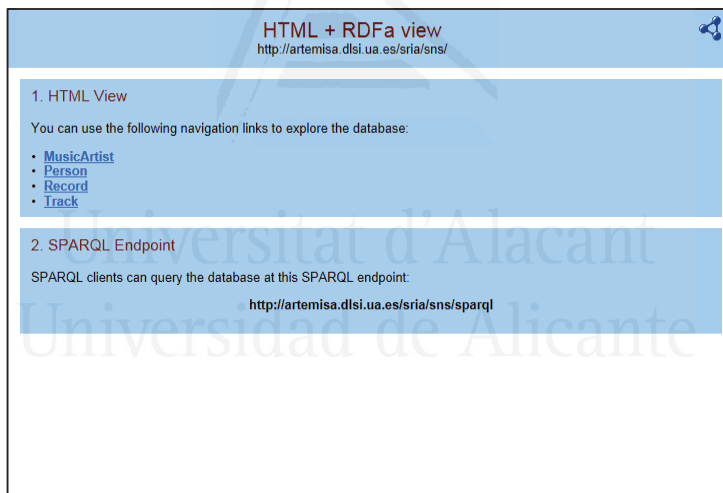 HTML + RDFa view
http://artemisa.dlsi.ua.es/sria/sns/
1. HTML View
You can use the following navigation links to explore the database:
• MusicArtist
• Person
• Record
• Track
Universitat d'Alacant
2. SPARQL Endpoint
SPARQL clients can query the database at this SPARQL endpoint:
http://artemisa.dlsi.ua.es/sria/sns/sparql
Universidad de Alicante